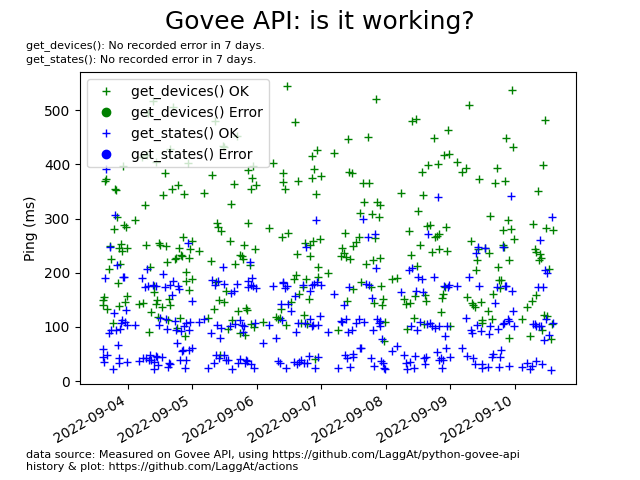 Govee API: is it working?
get_devices(): No recorded error in 7 days.
get_states(): No recorded error in 7 days.
get_devices() OK
get_devices() Error
get_states() OK
get_states() Error
Ping (ms)
500
400
300
200
100
0
2022-09-04
2022-09-05
2022-09-06
2022-09-07
2022-09-08
2022-09-09
2022-09-10
data source: Measured on Govee API, using https://github.com/LaggAt/python-govee-api
history & plot: https://github.com/LaggAt/actions